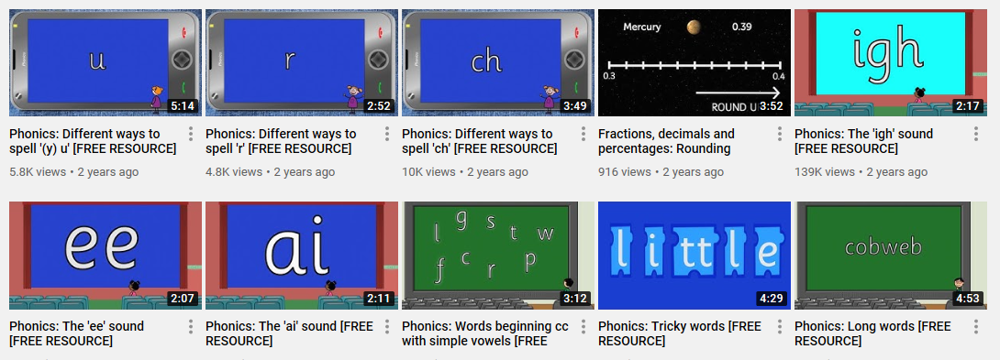 u
5:14
r
2:52
ch
3:49
Mercury 0.39
0.3 0.4
ROUND U
3:52
igh
2:17
Phonics: Different ways to
spell '(y) u' [FREE RESOURCE]
5.8K views • 2 years ago
Phonics: Different ways to
spell 'r' [FREE RESOURCE]
4.8K views • 2 years ago
Phonics: Different ways to
spell 'ch' [FREE RESOURCE]
10K views • 2 years ago
Fractions, decimals and
percentages: Rounding
916 views • 2 years ago
Phonics: The 'igh' sound
[FREE RESOURCE]
139K views • 2 years ago
ee
2:07
ai
2:11
l g s t w
f c r p
3:12
little
4:29
cobweb
4:53
Phonics: The 'ee' sound
[FREE RESOURCE]
Phonics: The 'ai' sound [FREE
RESOURCE]
Phonics: Words beginning cc
with simple vowels [FREE
Phonics: Tricky words [FREE
RESOURCE]
Phonics: Long words [FREE
RESOURCE]